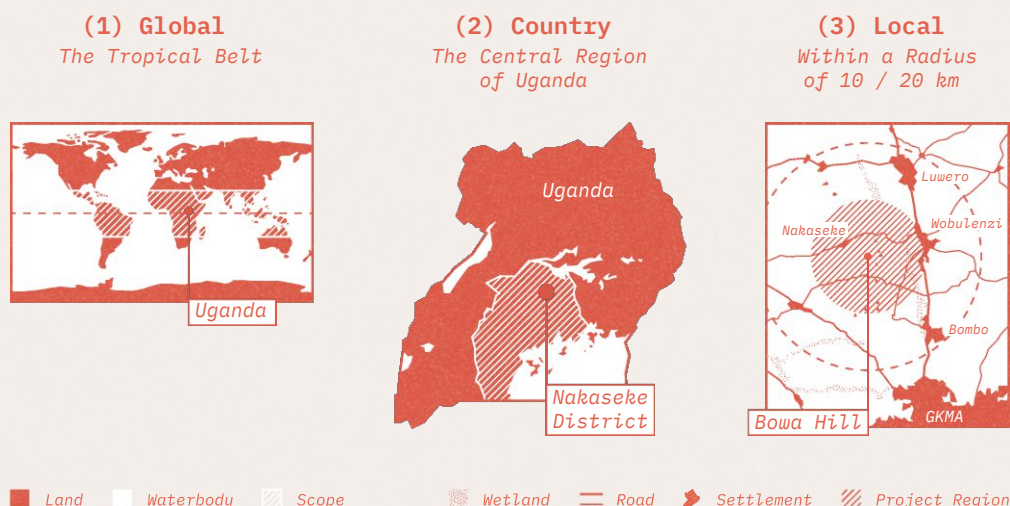 (1) Global
The Tropical Belt
Uganda
(2) Country
The Central Region
of Uganda
Uganda
Nakaseke
District
(3) Local
Within a Radius
of 10 / 20 km
Luwero
Nakaseke
Wobulenzi
Bombo
GKMA
Bowa Hill
Land
Waterbody
Scope
Wetland
Road
Settlement
Project Region